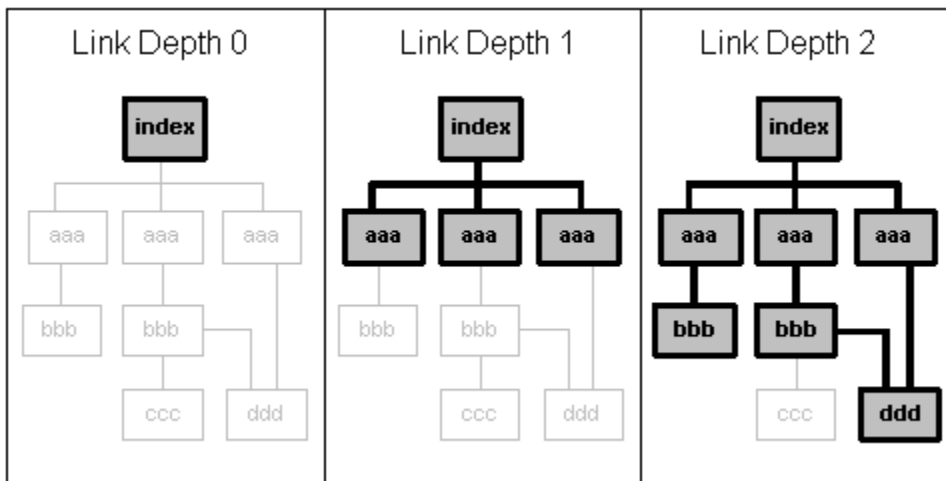 Link Depth 0
index
aaa aaa aaa
bbb bbb
ccc ddd
Link Depth 1
index
aaa aaa aaa
bbb bbb
ccc ddd
Link Depth 2
index
aaa aaa aaa
bbb bbb
ccc ddd